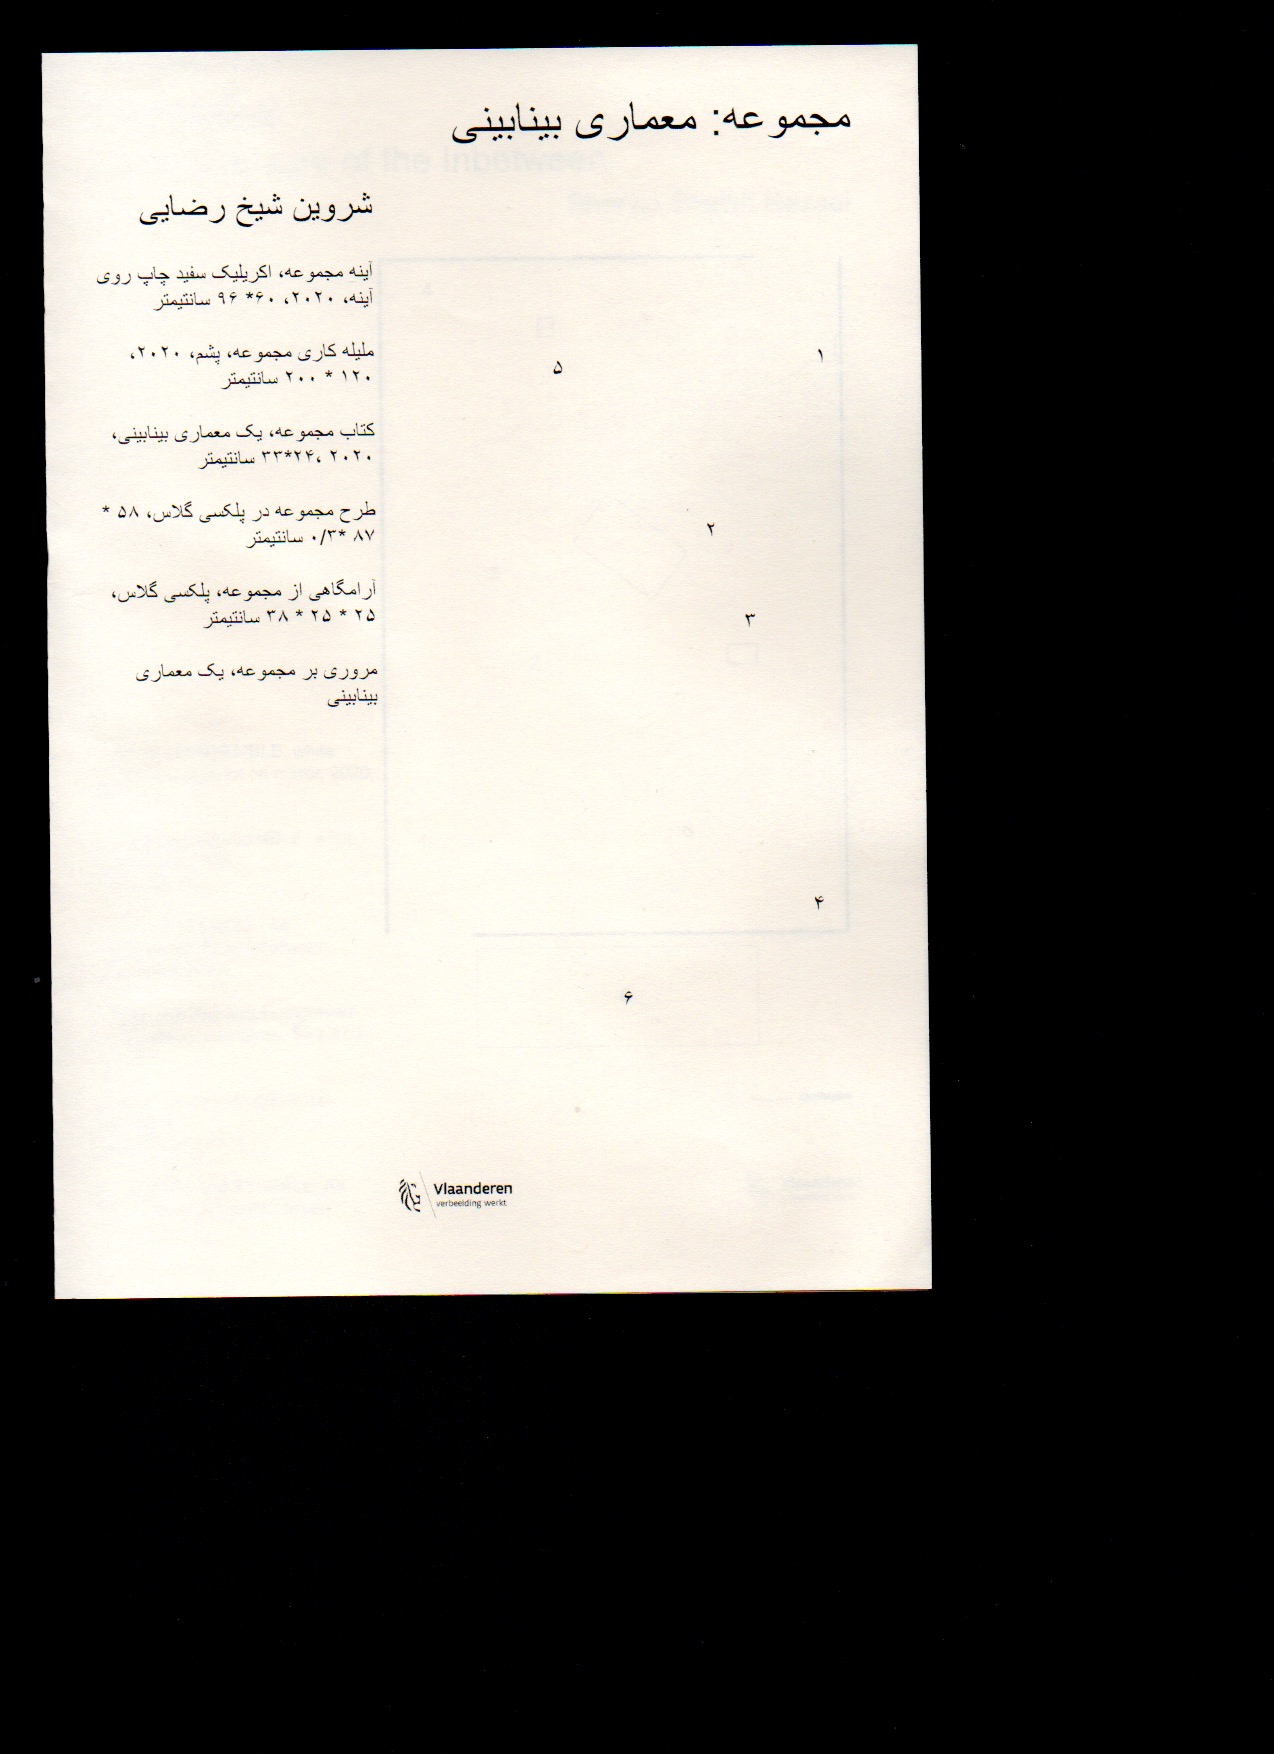 مجموعه: معماری بینابینی
شروین شیخ رضایی
آینه مجموعه، اکریلیک سفید چاپ روی
آینه، ۲۰۲۰، ۶۰* ۹۶ سانتیمتر
ملیله کاری مجموعه، پشم، ۲۰۲۰،
۱۲۰ * ۲۰۰ سانتیمتر
کتاب مجموعه، یک معماری بینابینی،
۲۰۲۰ ،۲۴*۳۳ سانتیمتر
طرح مجموعه در پلکسی گلاس، ۵۸ *
۸۷ *۰/۳ سانتیمتر
آرامگاهی از مجموعه، پلکسی گلاس،
۲۵ * ۲۵ * ۳۸ سانتیمتر
مروری بر مجموعه، یک معماری
بینابینی
۱
۵
۲
۳
۴
۶
Vlaanderen
verbeelding werkt